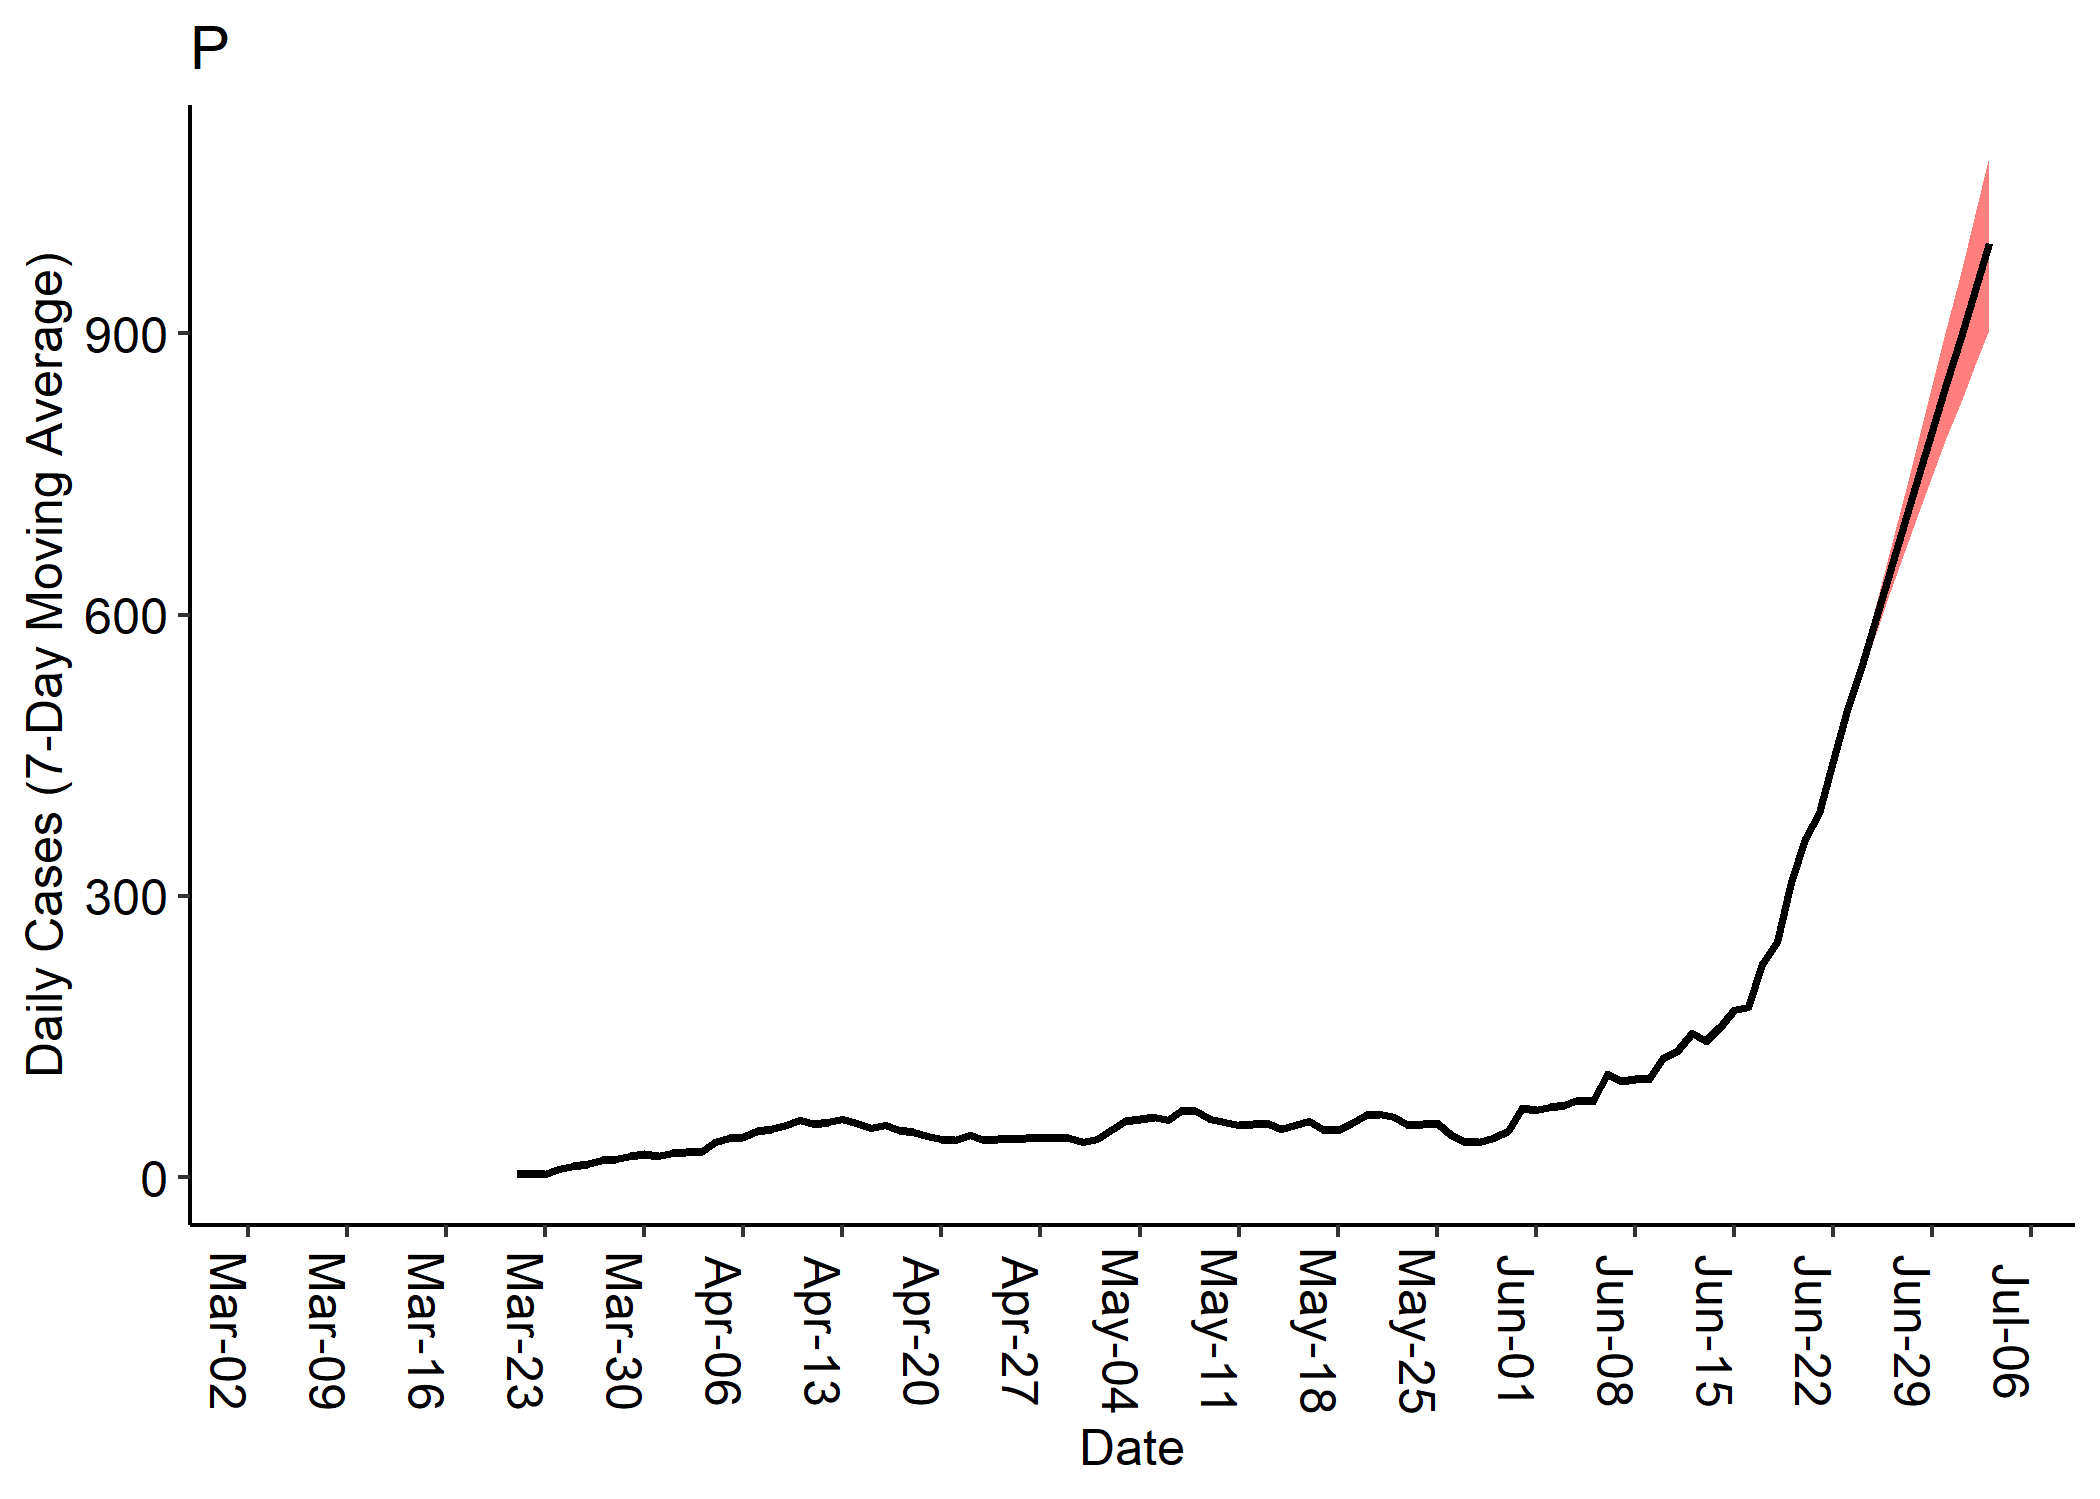 P
Daily Cases (7-Day Moving Average)
900
600
300
0
Mar-02
Mar-09
Mar-16
Mar-23
Mar-30
Apr-06
Apr-13
Apr-20
Apr-27
May-04
May-11
May-18
May-25
Jun-01
Jun-08
Jun-15
Jun-22
Jun-29
Jul-06
Date